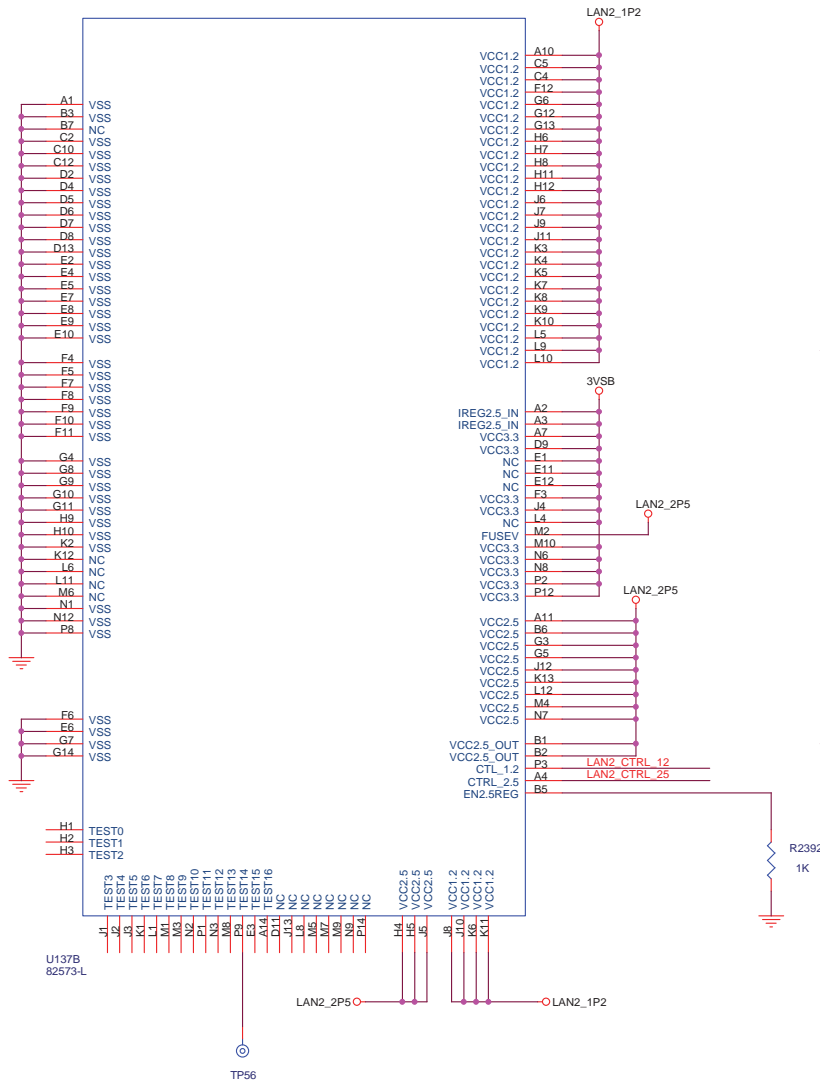 LAN2_1P2
VCC1.2 A10
VCC1.2 C5
VCC1.2 C4
VCC1.2 F12
A1 VSS VCC1.2 G6
B3 VSS VCC1.2 G12
B7 NC VCC1.2 G13
C2 VSS VCC1.2 H6
C10 VSS VCC1.2 H7
C12 VSS VCC1.2 H8
D2 VSS VCC1.2 H11
D4 VSS VCC1.2 H12
D5 VSS VCC1.2 J6
D6 VSS VCC1.2 J7
D7 VSS VCC1.2 J9
D8 VSS VCC1.2 J11
D13 VSS VCC1.2 K3
E2 VSS VCC1.2 K4
E4 VSS VCC1.2 K5
E5 VSS VCC1.2 K7
E7 VSS VCC1.2 K8
E8 VSS VCC1.2 K9
E9 VSS VCC1.2 K10
E10 VSS VCC1.2 L5
VCC1.2 L9
F4 VSS VCC1.2 L10
F5 VSS
F7 VSS 3VSB
F8 VSS
F9 VSS IREG2.5_IN A2
F10 VSS IREG2.5_IN A3
F11 VSS VCC3.3 A7
VCC3.3 D9
G4 VSS NC E1
G8 VSS NC E11
G9 VSS NC E12
G10 VSS VCC3.3 F3
G11 VSS VCC3.3 J4
LAN2_2P5
H9 VSS NC L4
H10 VSS FUSEV M2
K2 VSS VCC3.3 M10
K12 NC VCC3.3 N6
L6 NC VCC3.3 N8
L11 NC VCC3.3 P2
M6 NC VCC3.3 P12
LAN2_2P5
N1 VSS
N12 VSS VCC2.5 A11
P8 VSS VCC2.5 B6
VCC2.5 G3
VCC2.5 G5
VCC2.5 J12
VCC2.5 K13
VCC2.5 L12
VCC2.5 M4
F6 VSS VCC2.5 N7
E6 VSS
G7 VSS VCC2.5_OUT B1
G14 VSS VCC2.5_OUT B2
CTL_1.2 P3 LAN2_CTRL_12
CTRL_2.5 A4 LAN2_CTRL_25
EN2.5REG B5
H1 TEST0
H2 TEST1
H3 TEST2
R2392
1K
TEST3 TEST4 TEST5 TEST6 TEST7 TEST8 TEST9 TEST10 TEST11 TEST12 TEST13 TEST14 TEST15 TEST16 NC NC NC NC NC NC NC NC VCC2.5 VCC2.5 VCC2.5 VCC1.2 VCC1.2 VCC1.2 VCC1.2
J1 J2 J3 K1 L1 M1 M3 N2 P1 N3 M8 P9 E3 A14 D11 J13 L8 M5 M7 M9 N9 P14 H4 H5 J5 J8 J10 K6 K11
U137B
82573-L
LAN2_2P5 LAN2_1P2
TP56